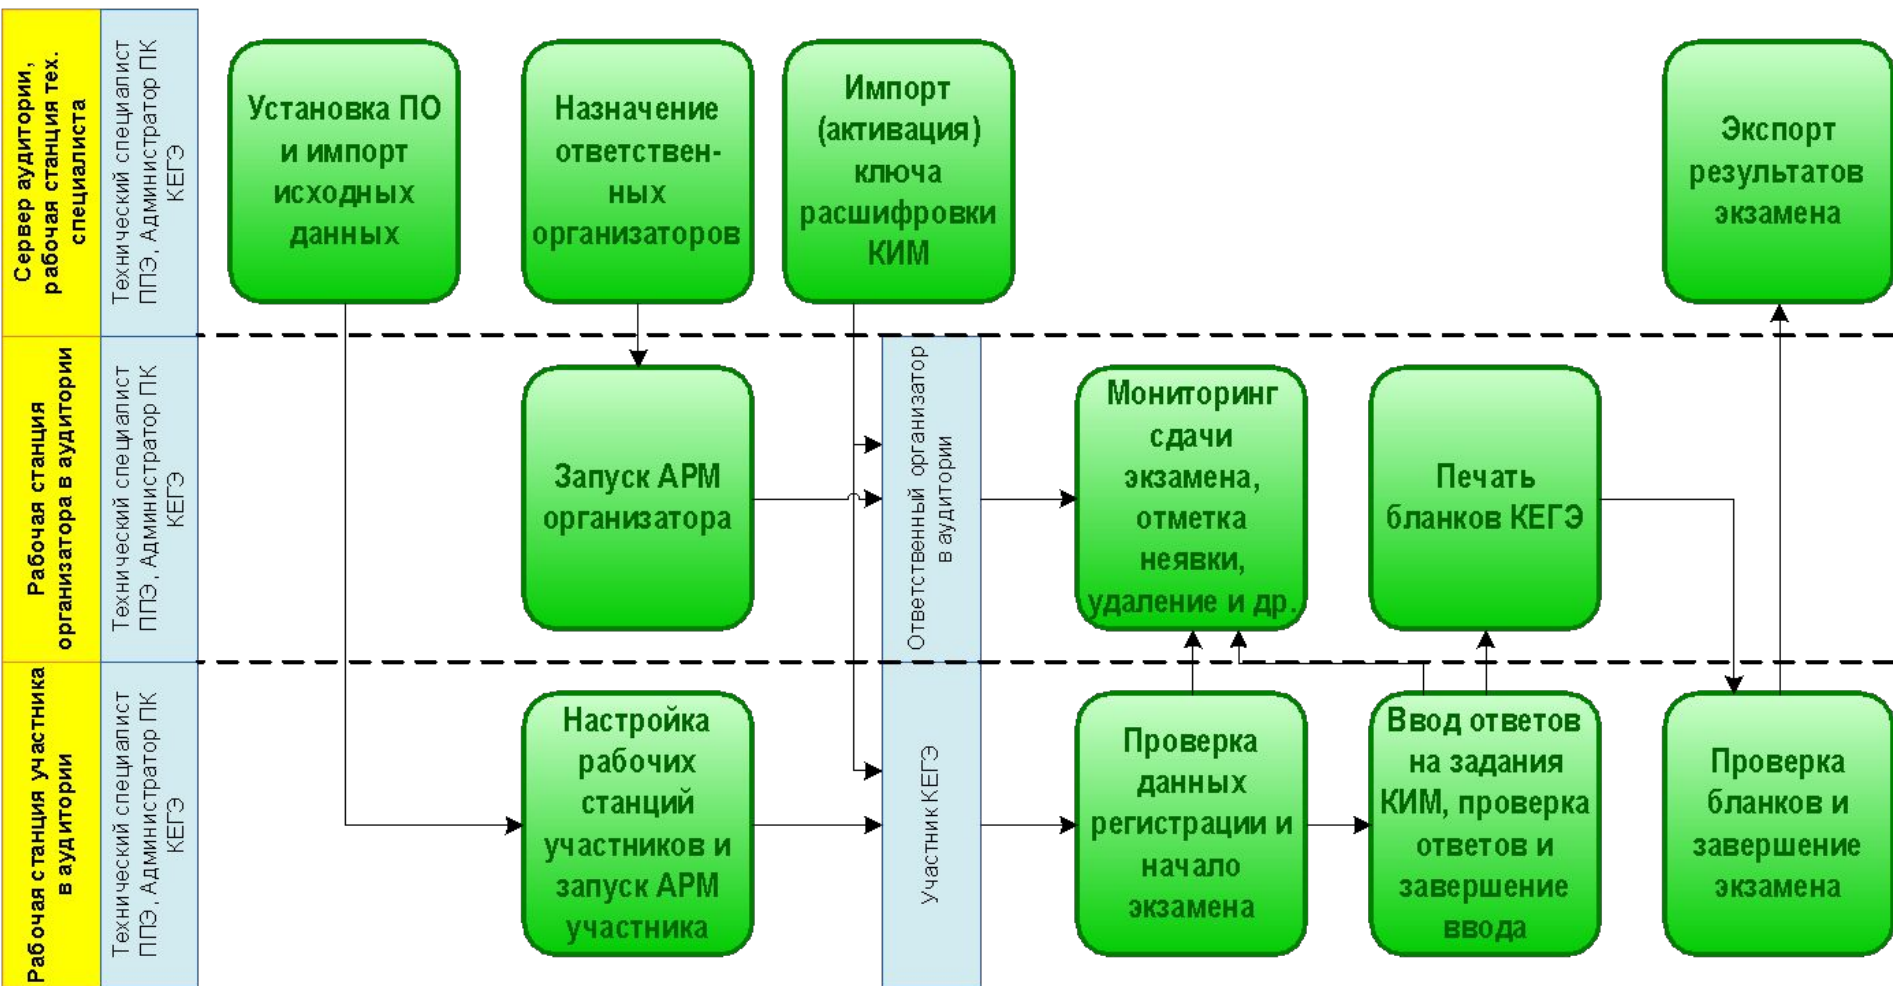 Сервер аудитории,
рабочая станция тех.
специалиста
Технический специалист
ППЭ, Администратор ПК
КЕГЭ
Установка ПО
и импорт
исходных
данных
Назначение
ответствен-
ных
организаторов
Импорт
(активация)
ключа
расшифровки
КИМ
Экспорт
результатов
экзамена
Рабочая станция
организатора в аудитории
Технический специалист
ППЭ, Администратор ПК
КЕГЭ
Запуск АРМ
организатора
Ответственный организатор
в аудитории
Мониторинг
сдачи
экзамена,
отметка
неявки,
удаление и др.
Печать
бланков КЕГЭ
Рабочая станция участника
в аудитории
Технический специалист
ППЭ, Администратор ПК
КЕГЭ
Настройка
рабочих
станций
участников и
запуск АРМ
участника
Участник КЕГЭ
Проверка
данных
регистрации и
начало
экзамена
Ввод ответов
на задания
КИМ, проверка
ответов и
завершение
ввода
Проверка
бланков и
завершение
экзамена